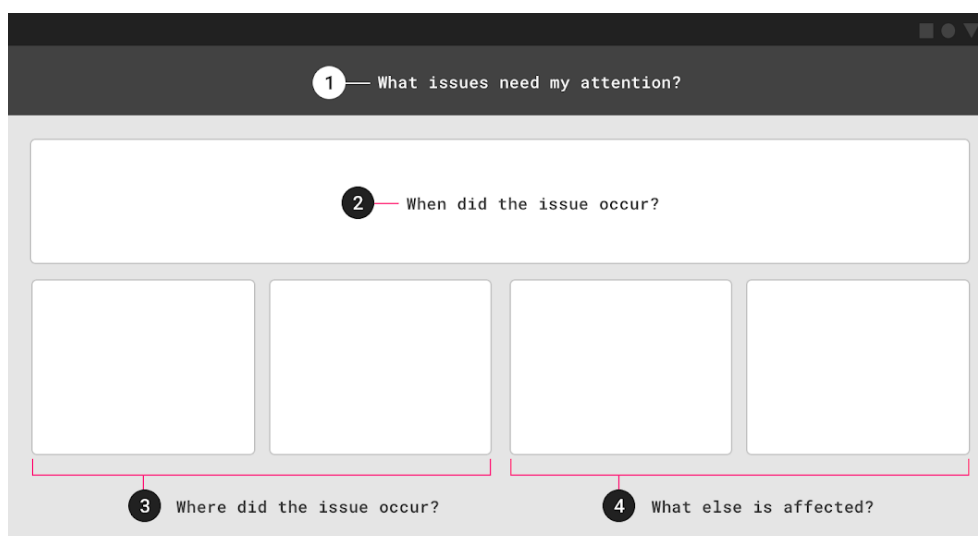 1 What issues need my attention?
2 When did the issue occur?
3 Where did the issue occur?
4 What else is affected?